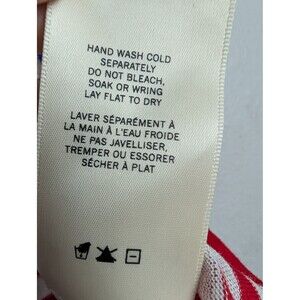 HAND WASH COLD
SEPARATELY
DO NOT BLEACH,
SOAK OR WRING
LAY FLAT TO DRY
LAVER SÉPARÉMENT À
LA MAIN À L'EAU FROIDE
NE PAS JAVELLISER,
TREMPER OU ESSORER
SÉCHER À PLAT